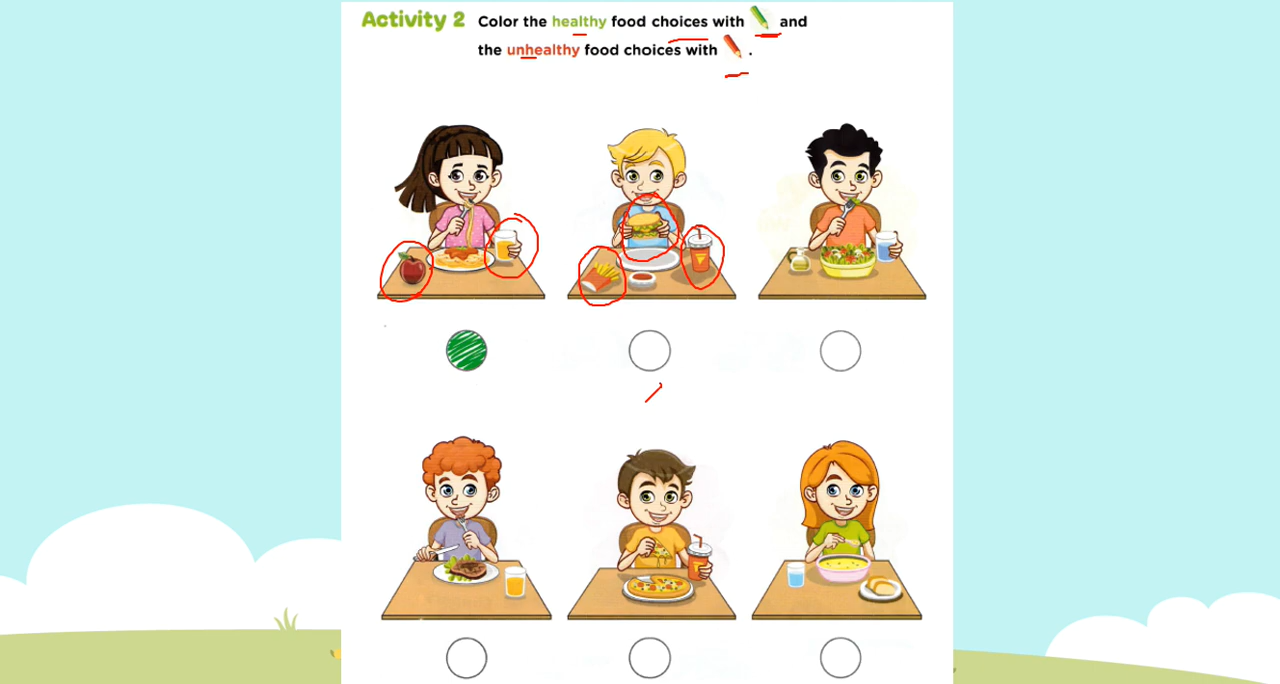 Activity 2 Color the healthy food choices with and
the unhealthy food choices with .